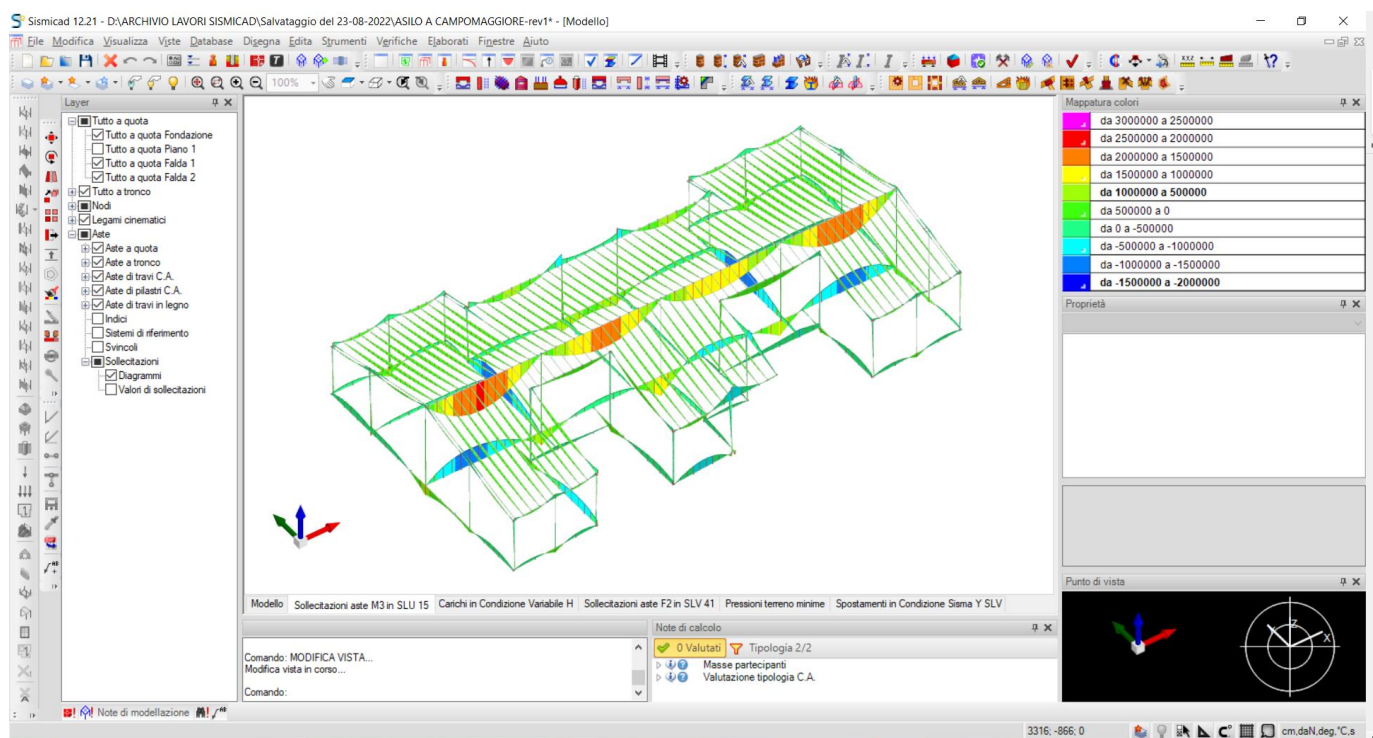 Sismicad 12.21 - D:\ARCHIVIO LAVORI SISMICAD\Salvataggio del 23-08-2022\ASILO A CAMPOMAGGIORE-rev1* - [Modello]
File Modifica Visualizza Viste Database Disegna Edita Strumenti Verifiche Elaborati Finestre Aiuto
100%
Layer
Tutto a quota
Tutto a quota Fondazione
Tutto a quota Piano 1
Tutto a quota Falda 1
Tutto a quota Falda 2
Tutto a tronco
Nodi
Legami cinematici
Aste
Aste a quota
Aste a tronco
Aste di travi C.A.
Aste di pilastri C.A.
Aste di travi in legno
Indici
Sistemi di riferimento
Svincoli
Sollecitazioni
Diagrammi
Valori di sollecitazioni
Mappatura colori
da 3000000 a 2500000
da 2500000 a 2000000
da 2000000 a 1500000
da 1500000 a 1000000
da 1000000 a 500000
da 500000 a 0
da 0 a -500000
da -500000 a -1000000
da -1000000 a -1500000
da -1500000 a -2000000
Proprietà
Punto di vista
Z
X
Modello Sollecitazioni aste M3 in SLU 15 Carichi in Condizione Variabile H Sollecitazioni aste F2 in SLV 41 Pressioni terreno minime Spostamenti in Condizione Sisma Y SLV
Comando: MODIFICA VISTA...
Modifica vista in corso...
Comando:
Note di calcolo
0 Valutati Tipologia 2/2
Masse partecipanti
Valutazione tipologia C.A.
Note di modellazione
3316; -866; 0
cm,daN,deg,°C,s